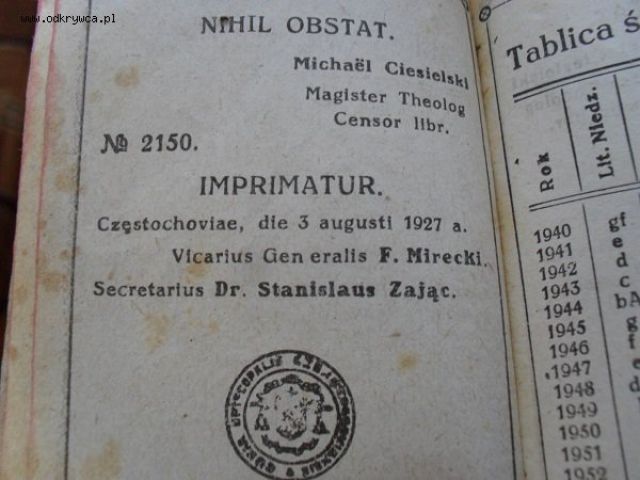 www.odkrywca.pl
NIHIL OBSTAT.
Michaël Ciesielski
Magister Theolog
Censor libr.
№ 2150.
IMPRIMATUR.
Częstochoviae, die 3 augusti 1927 a.
Vicarius Generalis F. Mirecki.
Secretarius Dr. Stanislaus Zając.
Tablica ś
Rok
Lit. Niedz.
1940 gf
1941 e
1942 d
1943 c
1944 bA
1945 g
1946 f
1947 e
1948 d
1949
1950
1951
1952